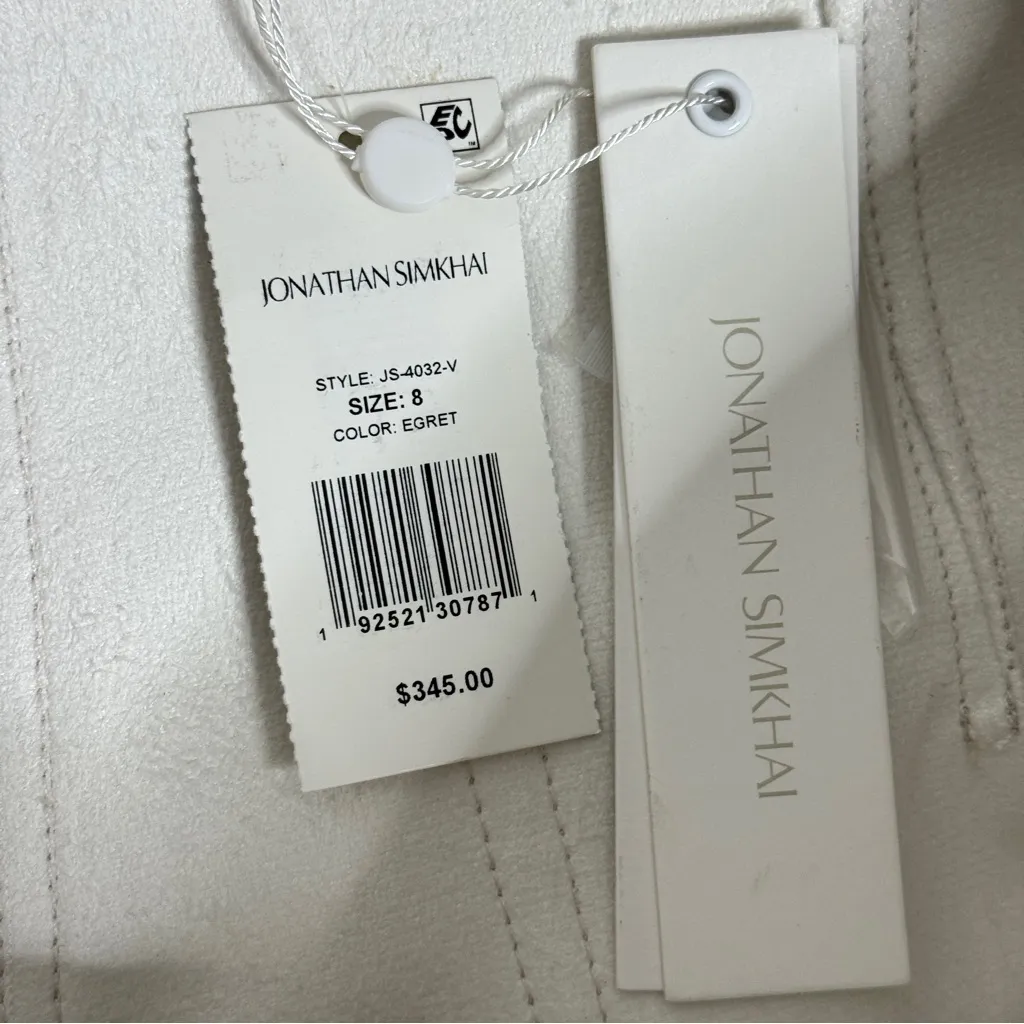 JONATHAN SIMKHAI
STYLE: JS-4032-V
SIZE: 8
COLOR: EGRET
1 92521 30787 1
$345.00
JONATHAN SIMKHAI